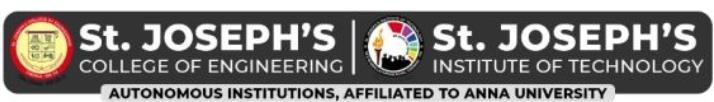 St. JOSEPH'S
COLLEGE OF ENGINEERING
St. JOSEPH'S
INSTITUTE OF TECHNOLOGY
AUTONOMOUS INSTITUTIONS, AFFILIATED TO ANNA UNIVERSITY